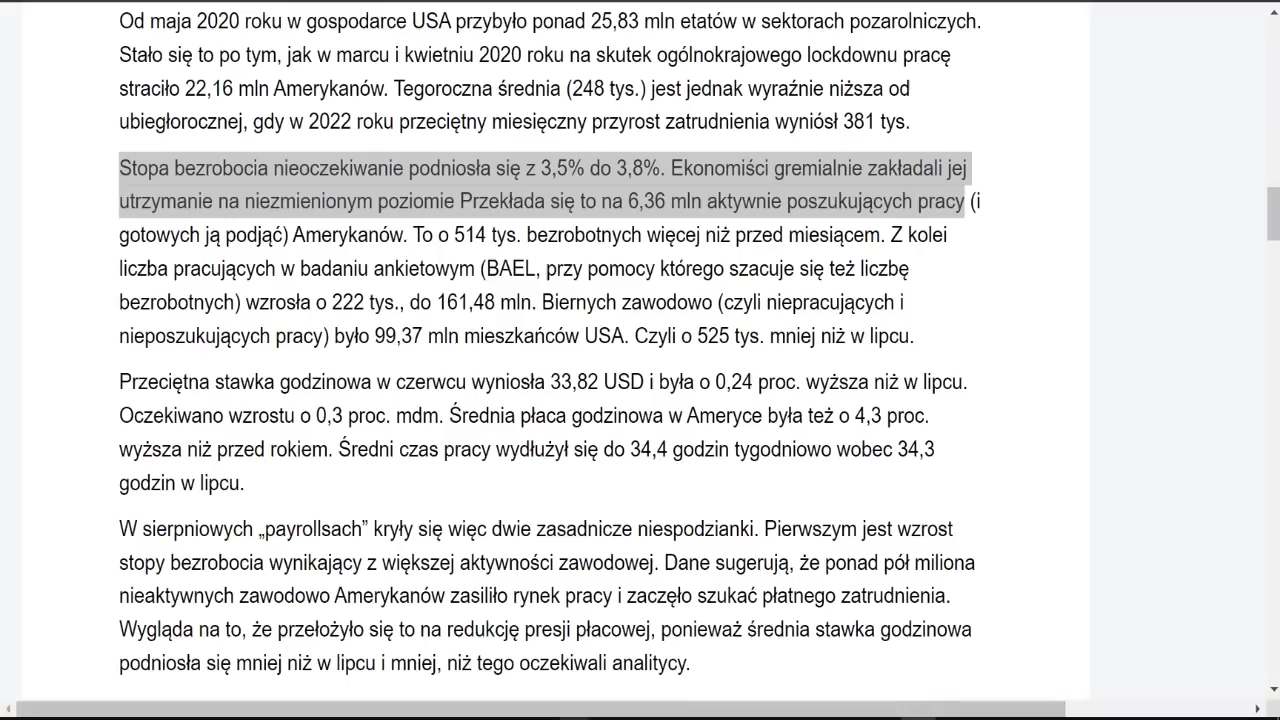 Od maja 2020 roku w gospodarce USA przybyło ponad 25,83 mln etatów w sektorach pozarolniczych.
Stało się to po tym, jak w marcu i kwietniu 2020 roku na skutek ogólnokrajowego lockdownu pracę
straciło 22,16 mln Amerykanów. Tegoroczna średnia (248 tys.) jest jednak wyraźnie niższa od
ubiegłorocznej, gdy w 2022 roku przeciętny miesięczny przyrost zatrudnienia wyniósł 381 tys.
Stopa bezrobocia nieoczekiwanie podniosła się z 3,5% do 3,8%. Ekonomiści gremialnie zakładali jej
utrzymanie na niezmienionym poziomie Przekłada się to na 6,36 mln aktywnie poszukujących pracy (i
gotowych ją podjąć) Amerykanów. To o 514 tys. bezrobotnych więcej niż przed miesiącem. Z kolei
liczba pracujących w badaniu ankietowym (BAEL, przy pomocy którego szacuje się też liczbę
bezrobotnych) wzrosła o 222 tys., do 161,48 mln. Biernych zawodowo (czyli niepracujących i
nieposzukujących pracy) było 99,37 mln mieszkańców USA. Czyli o 525 tys. mniej niż w lipcu.
Przeciętna stawka godzinowa w czerwcu wyniosła 33,82 USD i była o 0,24 proc. wyższa niż w lipcu.
Oczekiwano wzrostu o 0,3 proc. mdm. Średnia płaca godzinowa w Ameryce była też o 4,3 proc.
wyższa niż przed rokiem. Średni czas pracy wydłużył się do 34,4 godzin tygodniowo wobec 34,3
godzin w lipcu.
W sierpniowych „payrollsach” kryły się więc dwie zasadnicze niespodzianki. Pierwszym jest wzrost
stopy bezrobocia wynikający z większej aktywności zawodowej. Dane sugerują, że ponad pół miliona
nieaktywnych zawodowo Amerykanów zasiliło rynek pracy i zaczęło szukać płatnego zatrudnienia.
Wygląda na to, że przełożyło się to na redukcję presji płacowej, ponieważ średnia stawka godzinowa
podniosła się mniej niż w lipcu i mniej, niż tego oczekiwali analitycy.